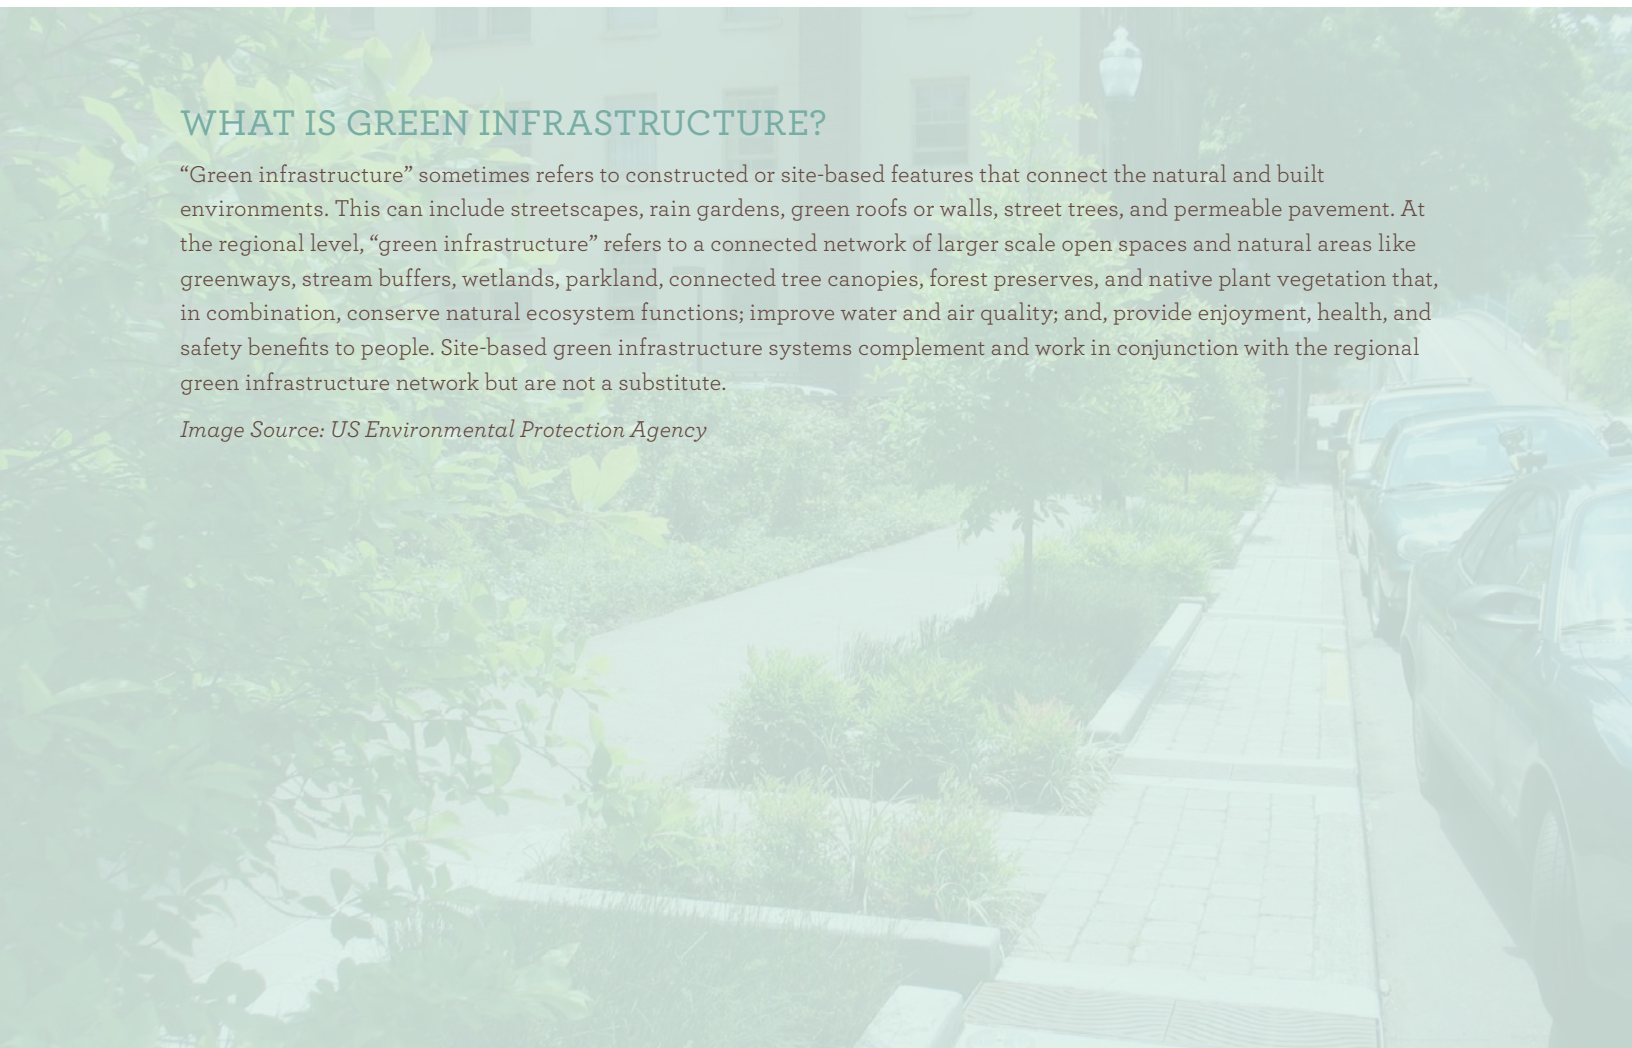 WHAT IS GREEN INFRASTRUCTURE?
“Green infrastructure” sometimes refers to constructed or site-based features that connect the natural and built
environments. This can include streetscapes, rain gardens, green roofs or walls, street trees, and permeable pavement. At
the regional level, “green infrastructure” refers to a connected network of larger scale open spaces and natural areas like
greenways, stream buffers, wetlands, parkland, connected tree canopies, forest preserves, and native plant vegetation that,
in combination, conserve natural ecosystem functions; improve water and air quality; and, provide enjoyment, health, and
safety benefits to people. Site-based green infrastructure systems complement and work in conjunction with the regional
green infrastructure network but are not a substitute.
Image Source: US Environmental Protection Agency